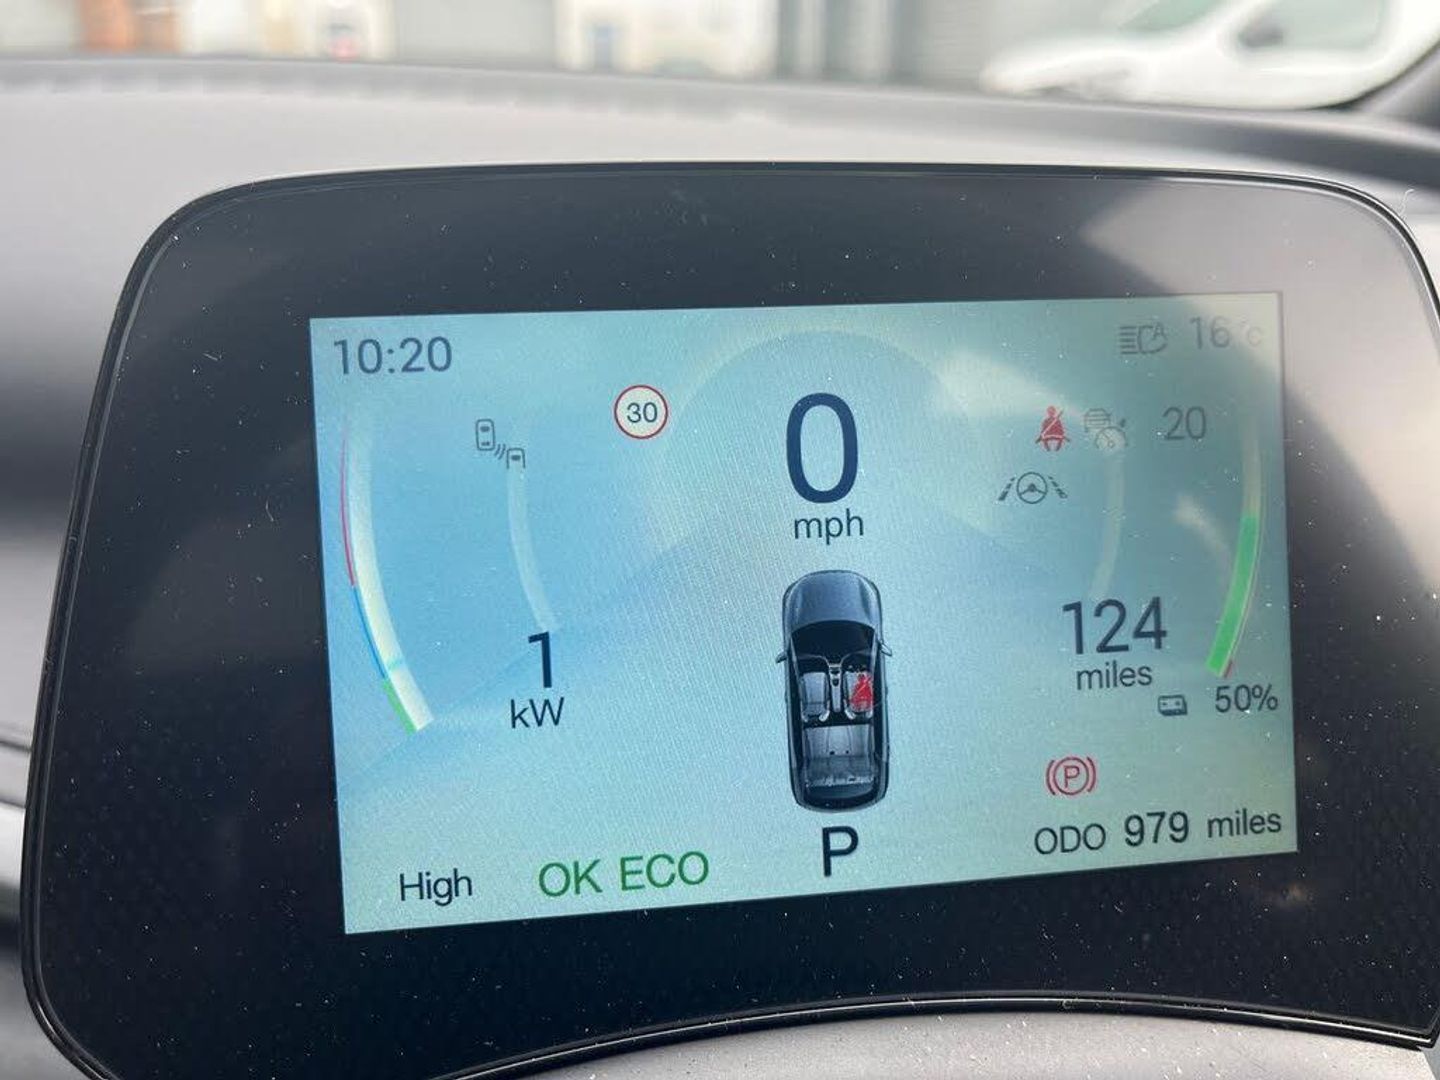 10:20
16°C
30
0
mph
20
1
kW
124
miles
50%
P
ODO 979 miles
High
OK ECO
P